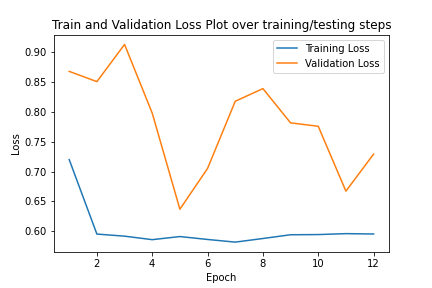 Train and Validation Loss Plot over training/testing steps
Training Loss
Validation Loss
Loss
0.90
0.85
0.80
0.75
0.70
0.65
0.60
2 4 6 8 10 12
Epoch